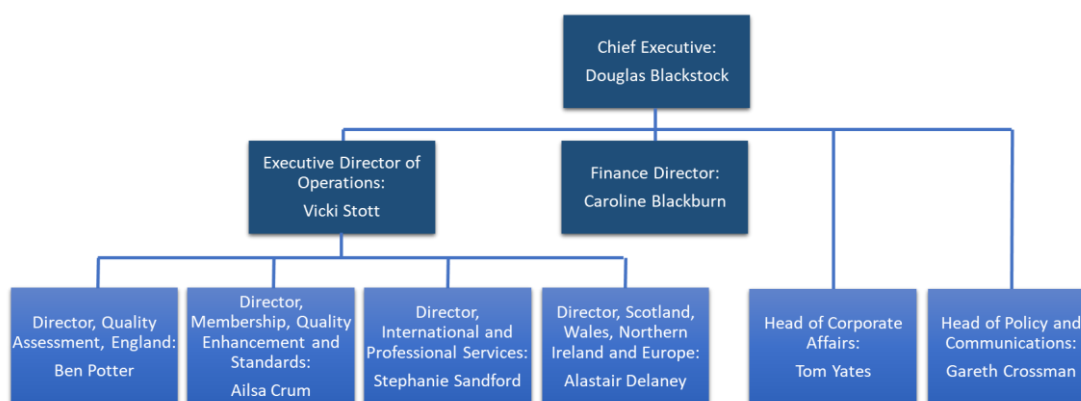 Chief Executive:
Douglas Blackstock
Executive Director of
Operations:
Vicki Stott
Finance Director:
Caroline Blackburn
Director, Quality
Assessment, England:
Ben Potter
Director,
Membership, Quality
Enhancement and
Standards:
Ailsa Crum
Director,
International and
Professional Services:
Stephanie Sandford
Director, Scotland,
Wales, Northern
Ireland and Europe:
Alastair Delaney
Head of Corporate
Affairs:
Tom Yates
Head of Policy and
Communications:
Gareth Crossman